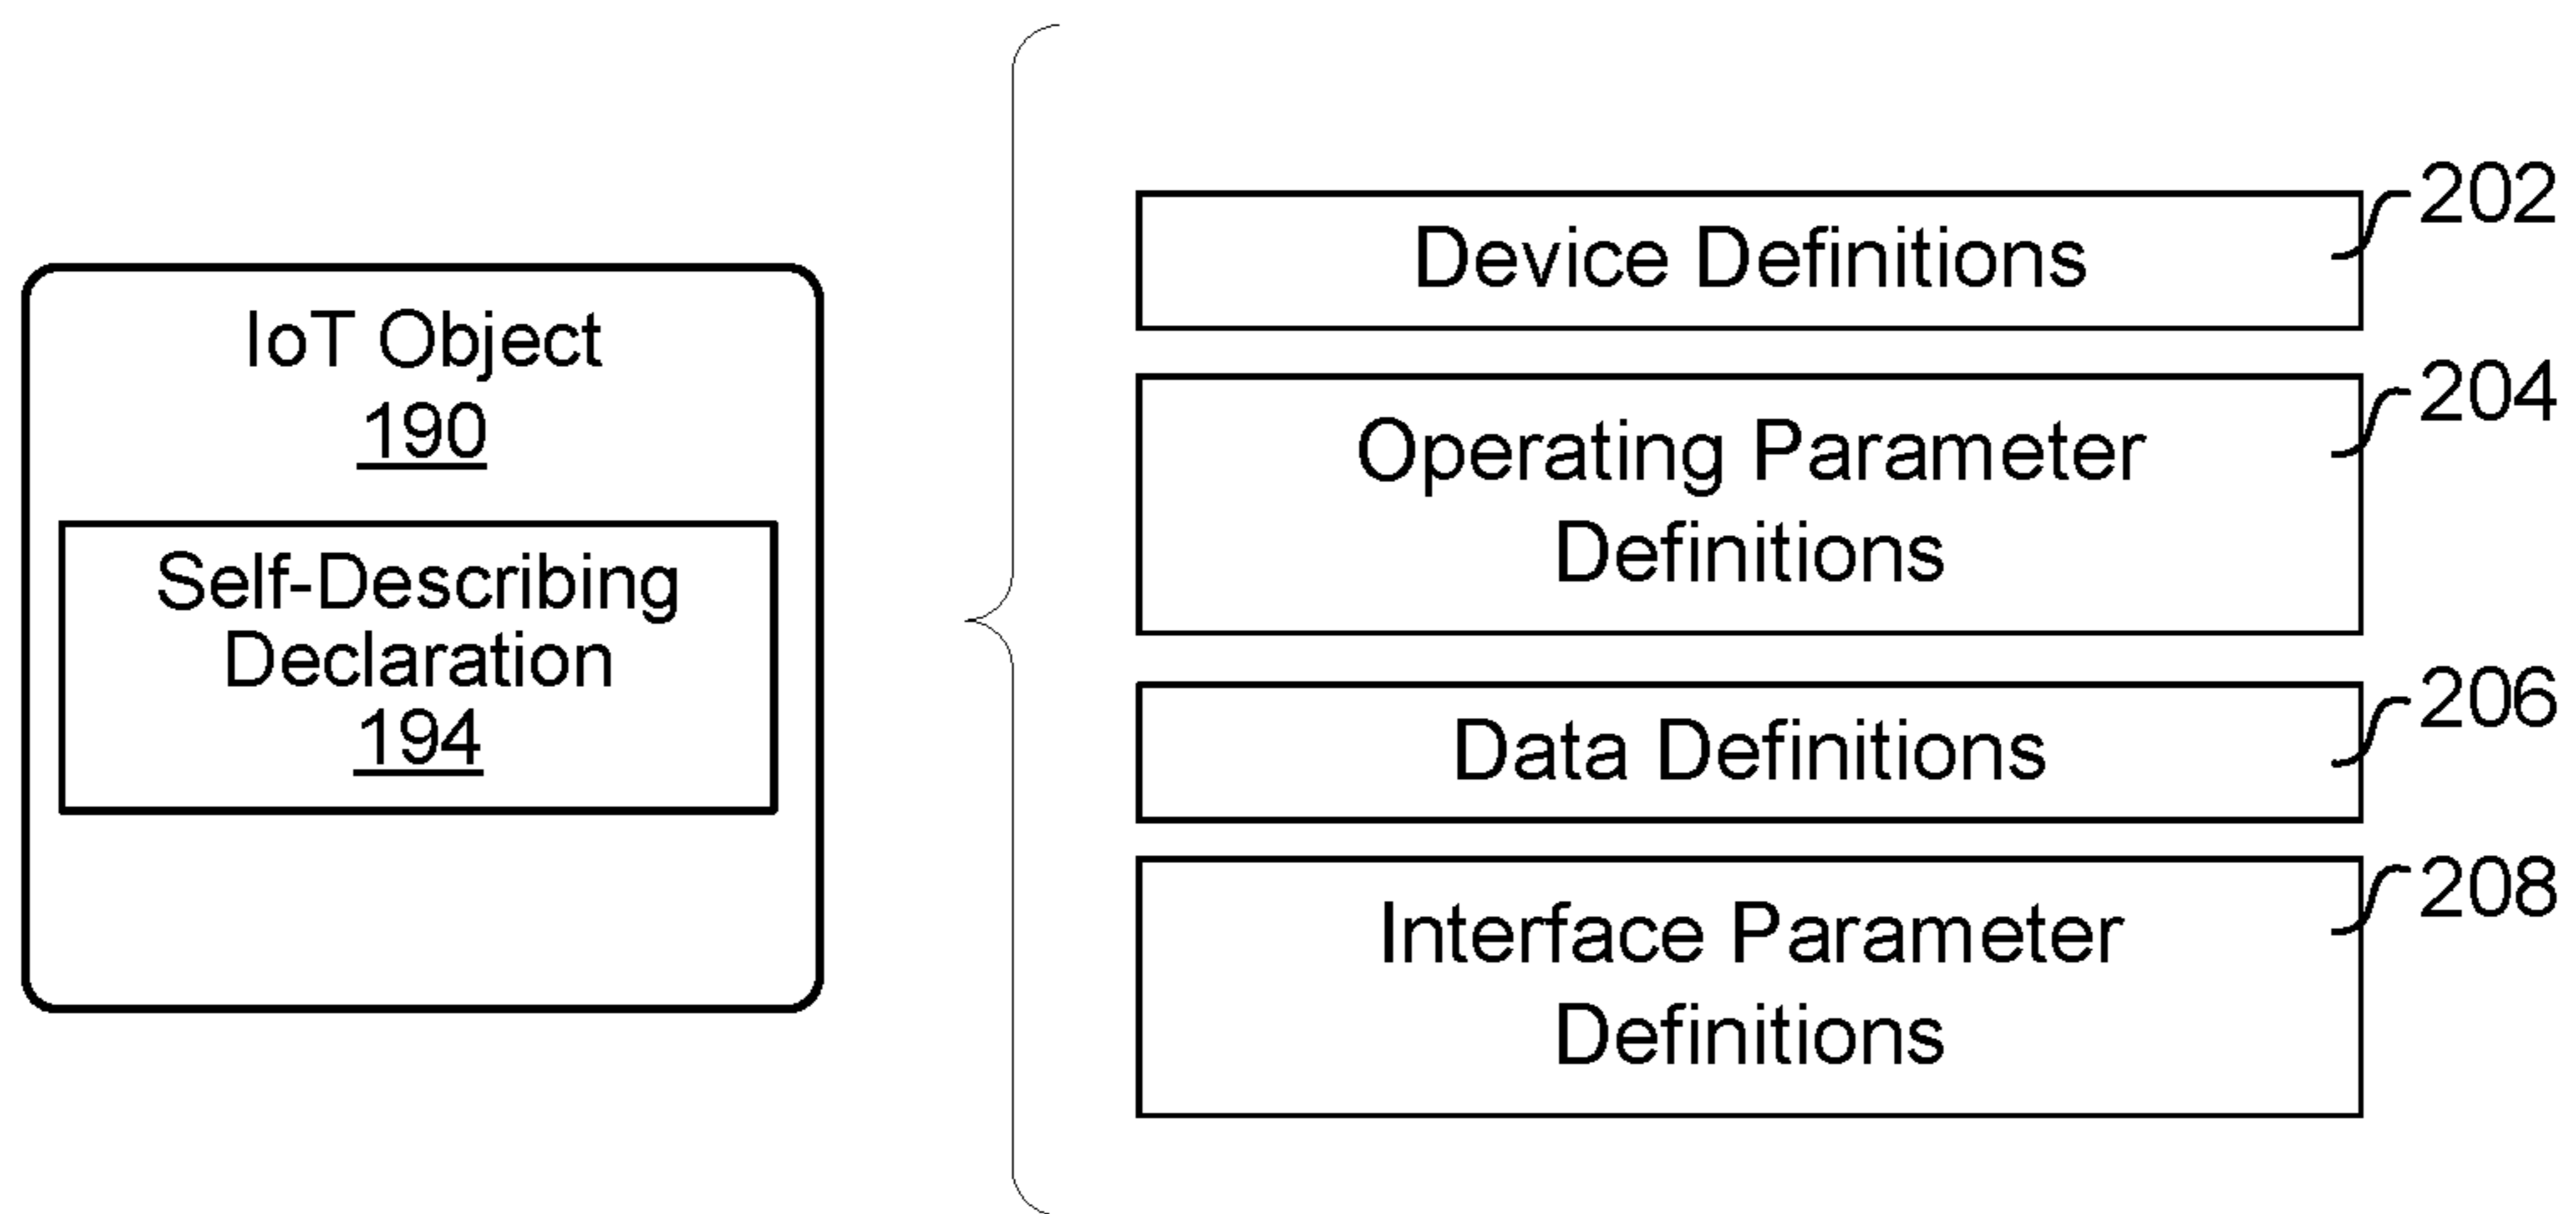 IoT Object
190
Self-Describing
Declaration
194
Device Definitions
202
Operating Parameter
Definitions
204
Data Definitions
206
Interface Parameter
Definitions
208